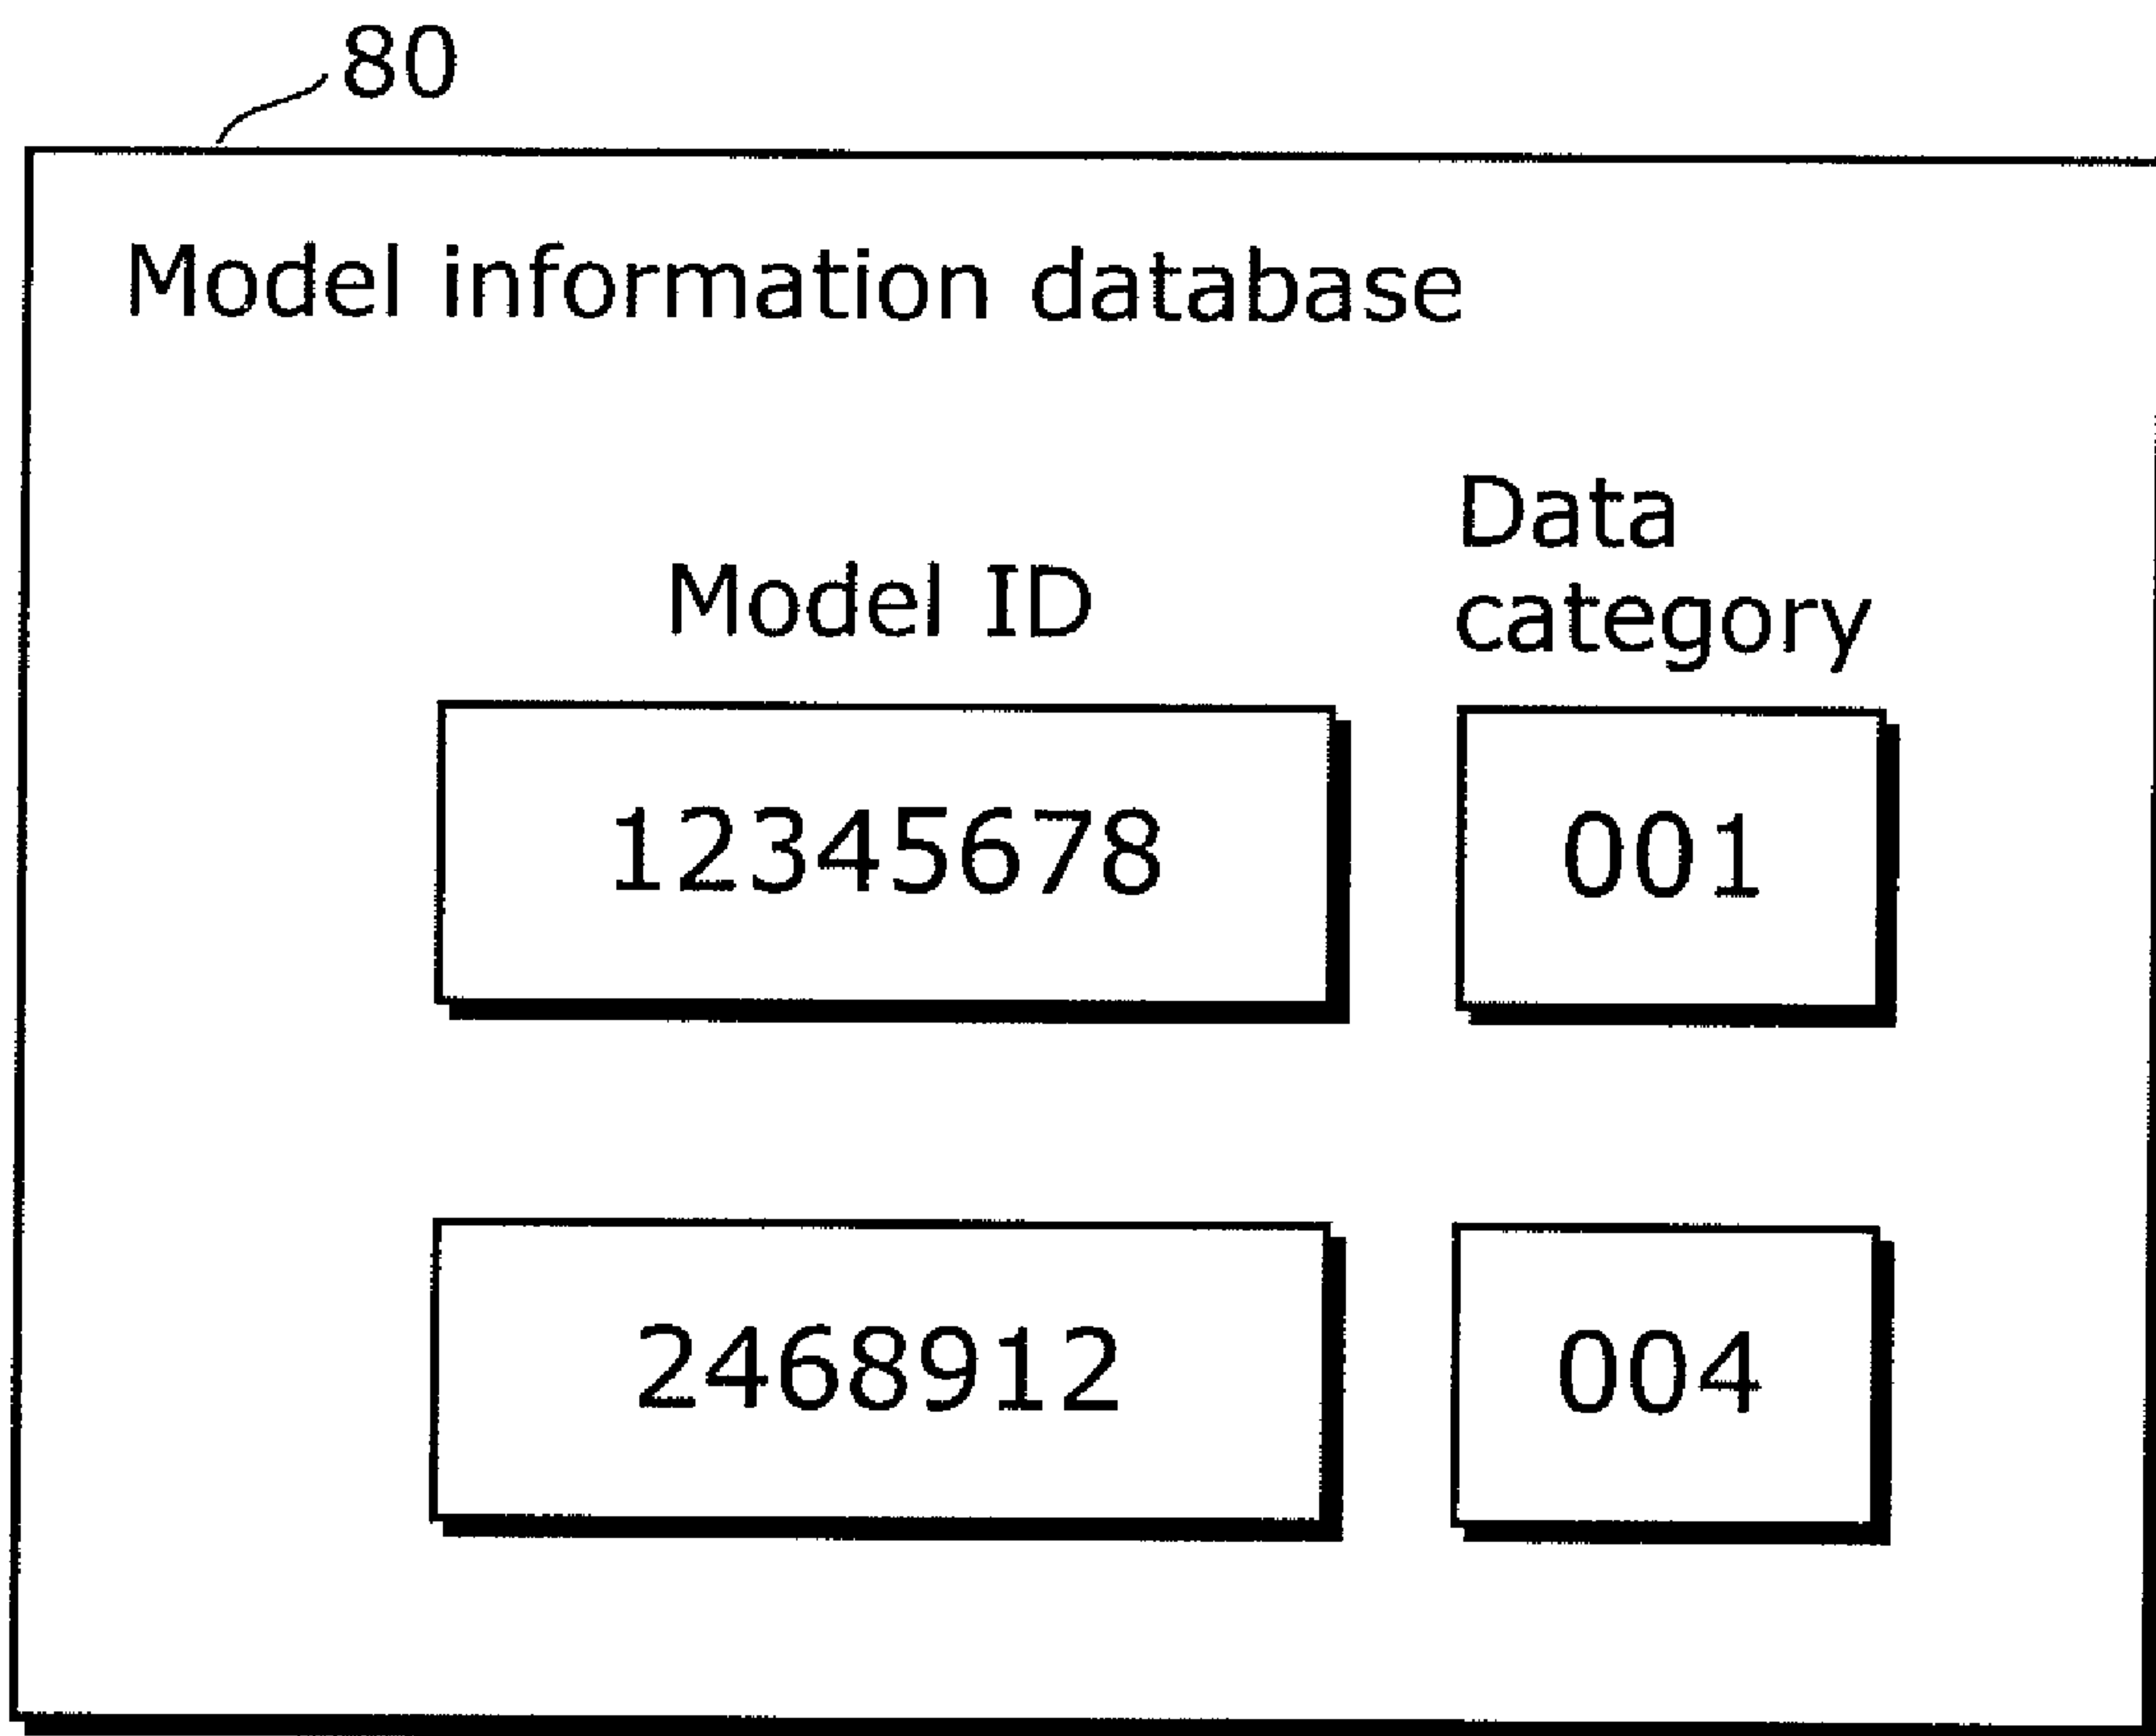 80
Model information database
Data
Model ID category
12345678 001
2468912 004